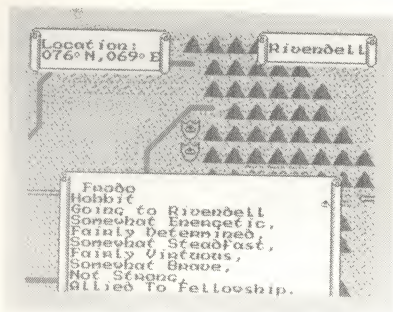 Location:
076° N,069° E
Rivendell
Frodo
Hobbit
Going to Rivendell
Somewhat Energetic,
Fairly Determined,
Somewhat Steadfast,
Fairly Virtuous,
Somewhat Brave,
Not Strong,
Allied To Fellowship.